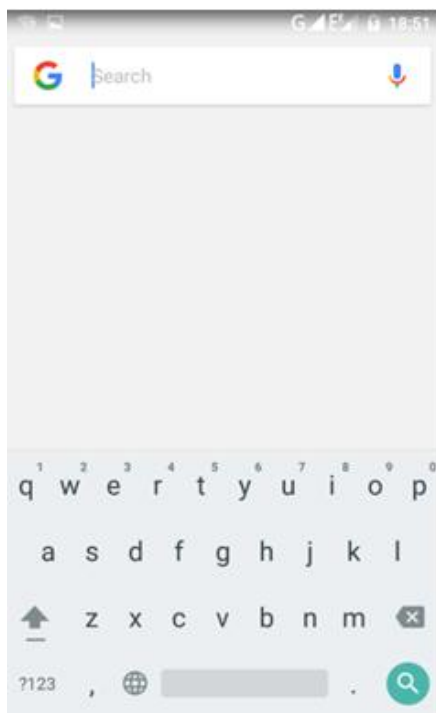 G E 18:51
G Search
1 2 3 4 5 6 7 8 9 0
q w e r t y u i o p
a s d f g h j k l
z x c v b n m
?123 , .